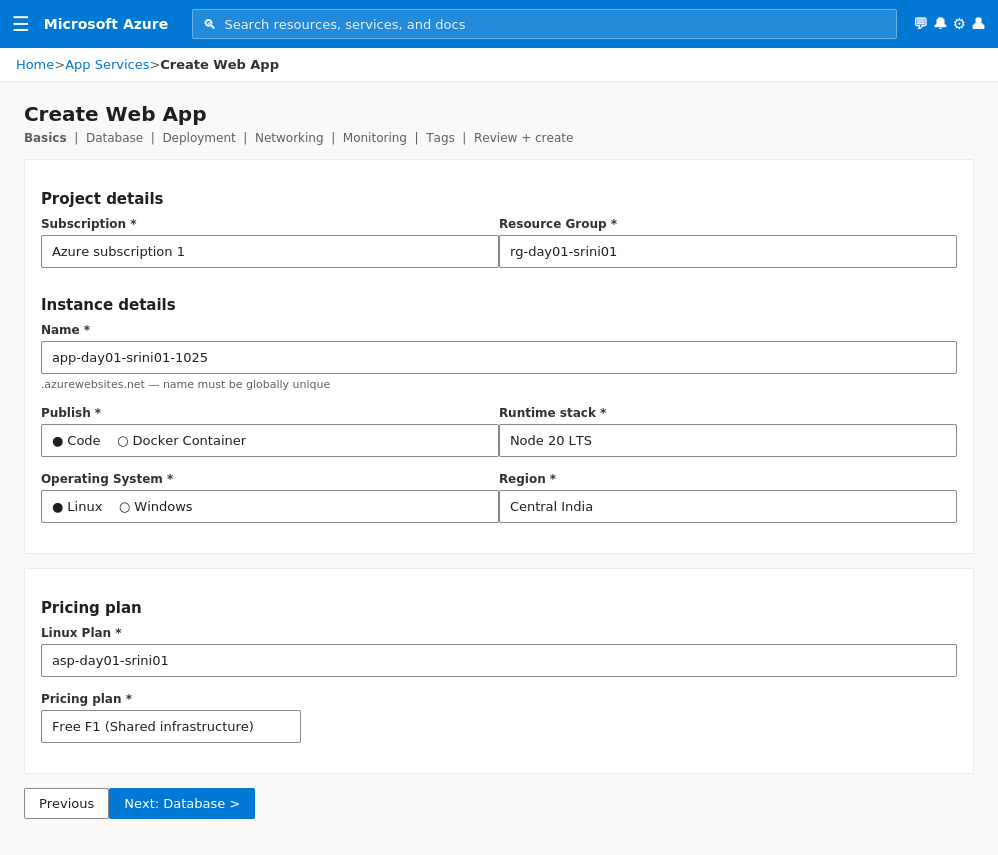 ☰ Microsoft Azure Search resources, services, and docs
Home>App Services>Create Web App
Create Web App
Basics | Database | Deployment | Networking | Monitoring | Tags | Review + create
Project details
Subscription * Resource Group *
Azure subscription 1 rg-day01-srini01
Instance details
Name *
app-day01-srini01-1025
.azurewebsites.net — name must be globally unique
Publish * Runtime stack *
● Code ○ Docker Container Node 20 LTS
Operating System * Region *
● Linux ○ Windows Central India
Pricing plan
Linux Plan *
asp-day01-srini01
Pricing plan *
Free F1 (Shared infrastructure)
Previous Next: Database >